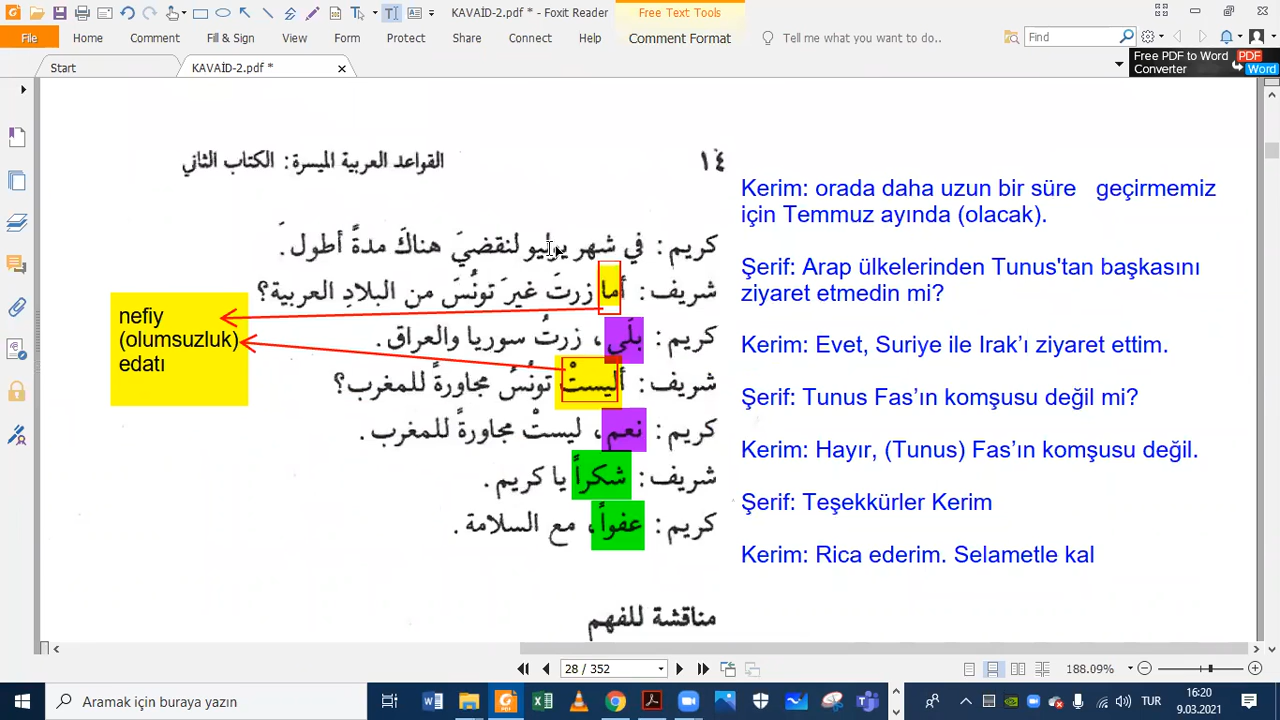 KAVAİD-2.pdf * - Foxit Reader
Free Text Tools
File
Home
Comment
Fill & Sign
View
Form
Protect
Share
Connect
Help
Comment Format
Tell me what you want to do..
Find
Start
KAVAİD-2.pdf *
Free PDF to Word Converter
PDF Word
١٤
القواعد العربية الميسرة: الكتاب الثاني
كريم: في شهر يوليو لنقضيَ هناكَ مدةً أطول.
شريف: أما زرتَ غيرَ تونُسَ من البلادِ العربية؟
كريم: بلَى، زرتُ سوريا والعراق.
شريف: أليستْ تونُسُ مجاورةً للمغرب؟
كريم: نعم، ليستْ مجاورةً للمغرب.
شريف: شكراً يا كريم.
كريم: عفواً، مع السلامة.
مناقشة للفهم
nefiy
(olumsuzluk)
edatı
Kerim: orada daha uzun bir süre geçirmemiz
için Temmuz ayında (olacak).
Şerif: Arap ülkelerinden Tunus'tan başkasını
ziyaret etmedin mi?
Kerim: Evet, Suriye ile Irak’ı ziyaret ettim.
Şerif: Tunus Fas’ın komşusu değil mi?
Kerim: Hayır, (Tunus) Fas’ın komşusu değil.
Şerif: Teşekkürler Kerim
Kerim: Rica ederim. Selametle kal
28 / 352
188.09%
Aramak için buraya yazın
TUR
16:20
9.03.2021